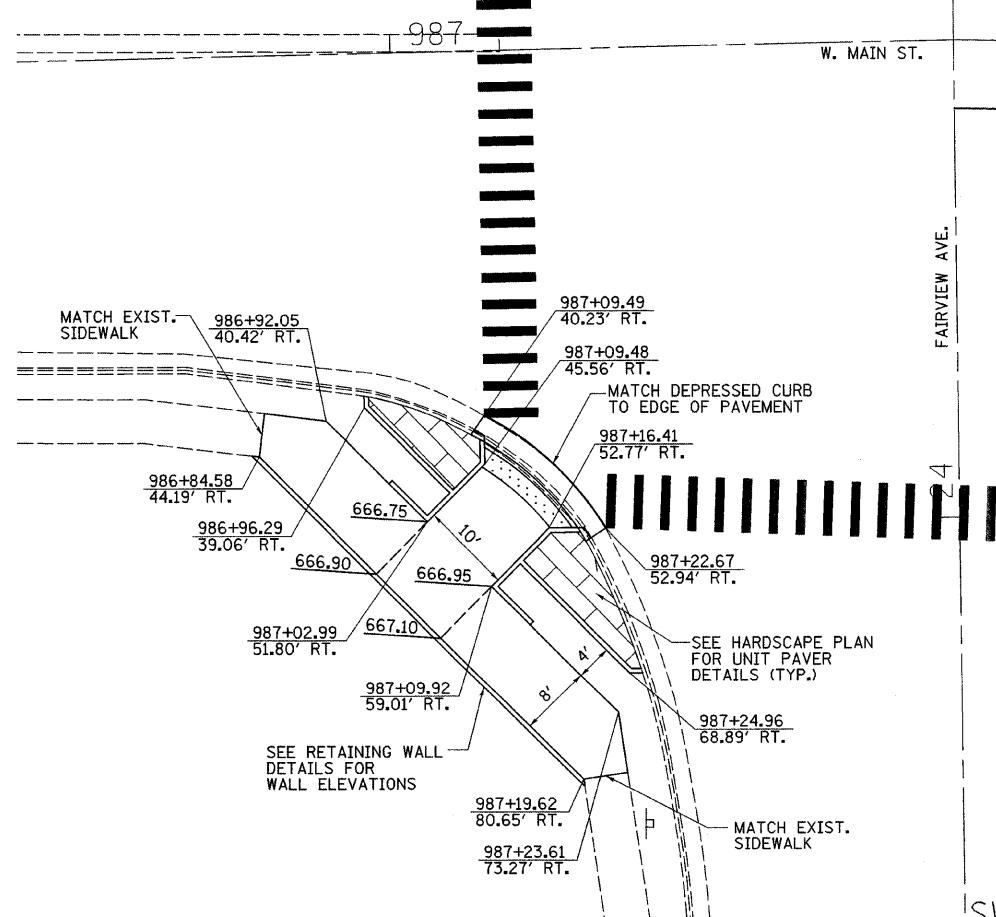 987
W. MAIN ST.
FAIRVIEW AVE.
987+09.49
40.23' RT.
MATCH EXIST.
SIDEWALK
986+92.05
40.42' RT.
987+09.48
45.56' RT.
MATCH DEPRESSED CURB
TO EDGE OF PAVEMENT
987+16.41
52.77' RT.
24
986+84.58
44.19' RT.
666.75
986+96.29
39.06' RT.
10'
666.90
666.95
987+22.67
52.94' RT.
987+02.99
51.80' RT.
667.10
SEE HARDSCAPE PLAN
FOR UNIT PAVER
DETAILS (TYP.)
4'
8'
987+09.92
59.01' RT.
987+24.96
68.89' RT.
SEE RETAINING WALL
DETAILS FOR
WALL ELEVATIONS
987+19.62
80.65' RT.
MATCH EXIST.
SIDEWALK
987+23.61
73.27' RT.